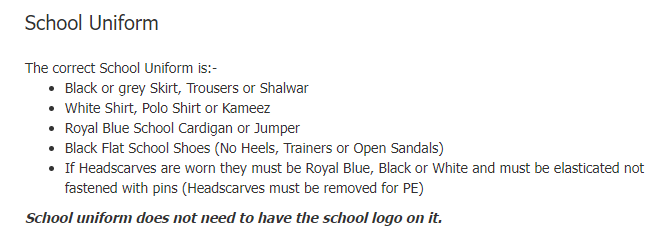 School Uniform
The correct School Uniform is:-
• Black or grey Skirt, Trousers or Shalwar
• White Shirt, Polo Shirt or Kameez
• Royal Blue School Cardigan or Jumper
• Black Flat School Shoes (No Heels, Trainers or Open Sandals)
• If Headscarves are worn they must be Royal Blue, Black or White and must be elasticated not
fastened with pins (Headscarves must be removed for PE)
School uniform does not need to have the school logo on it.